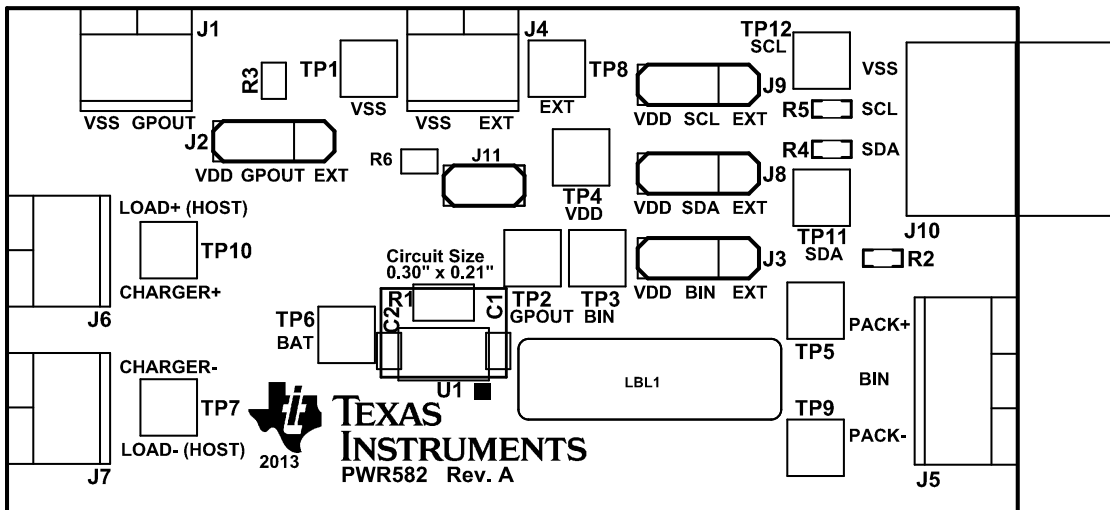 J1
J4
TP12
SCL
R3
TP1
TP8
VSS
J9
R5
SCL
VSS GPOUT
VSS
VSS EXT
EXT
VDD SCL EXT
J2
R6
J11
R4
SDA
VDD GPOUT EXT
TP4
VDD
J8
VDD SDA EXT
LOAD+ (HOST)
TP10
CHARGER+
J6
TP11
SDA
J10
R2
Circuit Size
0.30" x 0.21"
J3
VDD BIN EXT
R1
C1
C2
TP2
GPOUT
TP3
BIN
TP6
BAT
U1
PACK+
TP5
BIN
LBL1
CHARGER-
TP7
LOAD- (HOST)
J7
TP9
PACK-
J5
2013
TEXAS
INSTRUMENTS
PWR582 Rev. A